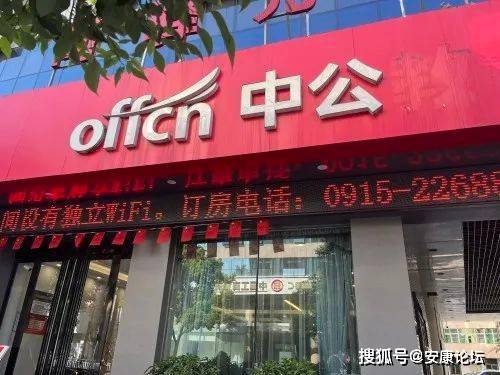 offcn 中公
间设有独立WiFi。订房电话：0915-2268
搜狐号@安康论坛